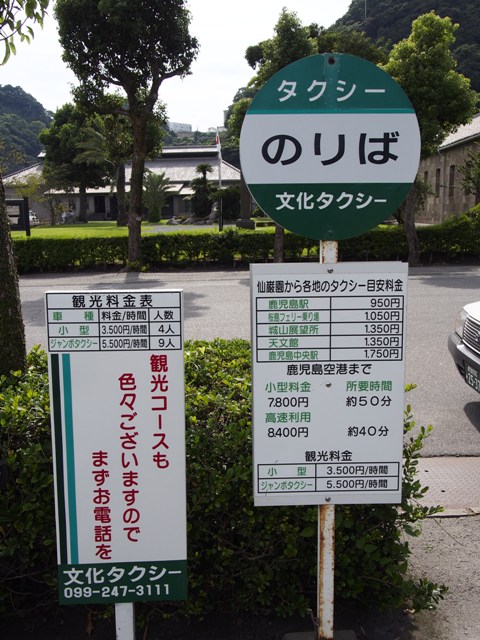 タクシー
のりば
文化タクシー
仙巌園から各地のタクシー目安料金
鹿児島駅 950円
桜島フェリー乗り場 1.050円
城山展望所 1.350円
天文館 1.350円
鹿児島中央駅 1.750円
鹿児島空港まで
小型料金 所要時間
7.800円 約50分
高速利用
8.400円 約40分
観光料金
小型 3.500円/時間
ジャンボタクシー 5.500円/時間
観光料金表
車種 料金/時間 人数
小型 3.500円/時間 4人
ジャンボタクシー 5.500円/時間 9人
観光コースも
色々ございますので
まずお電話を
文化タクシー
099-247-3111